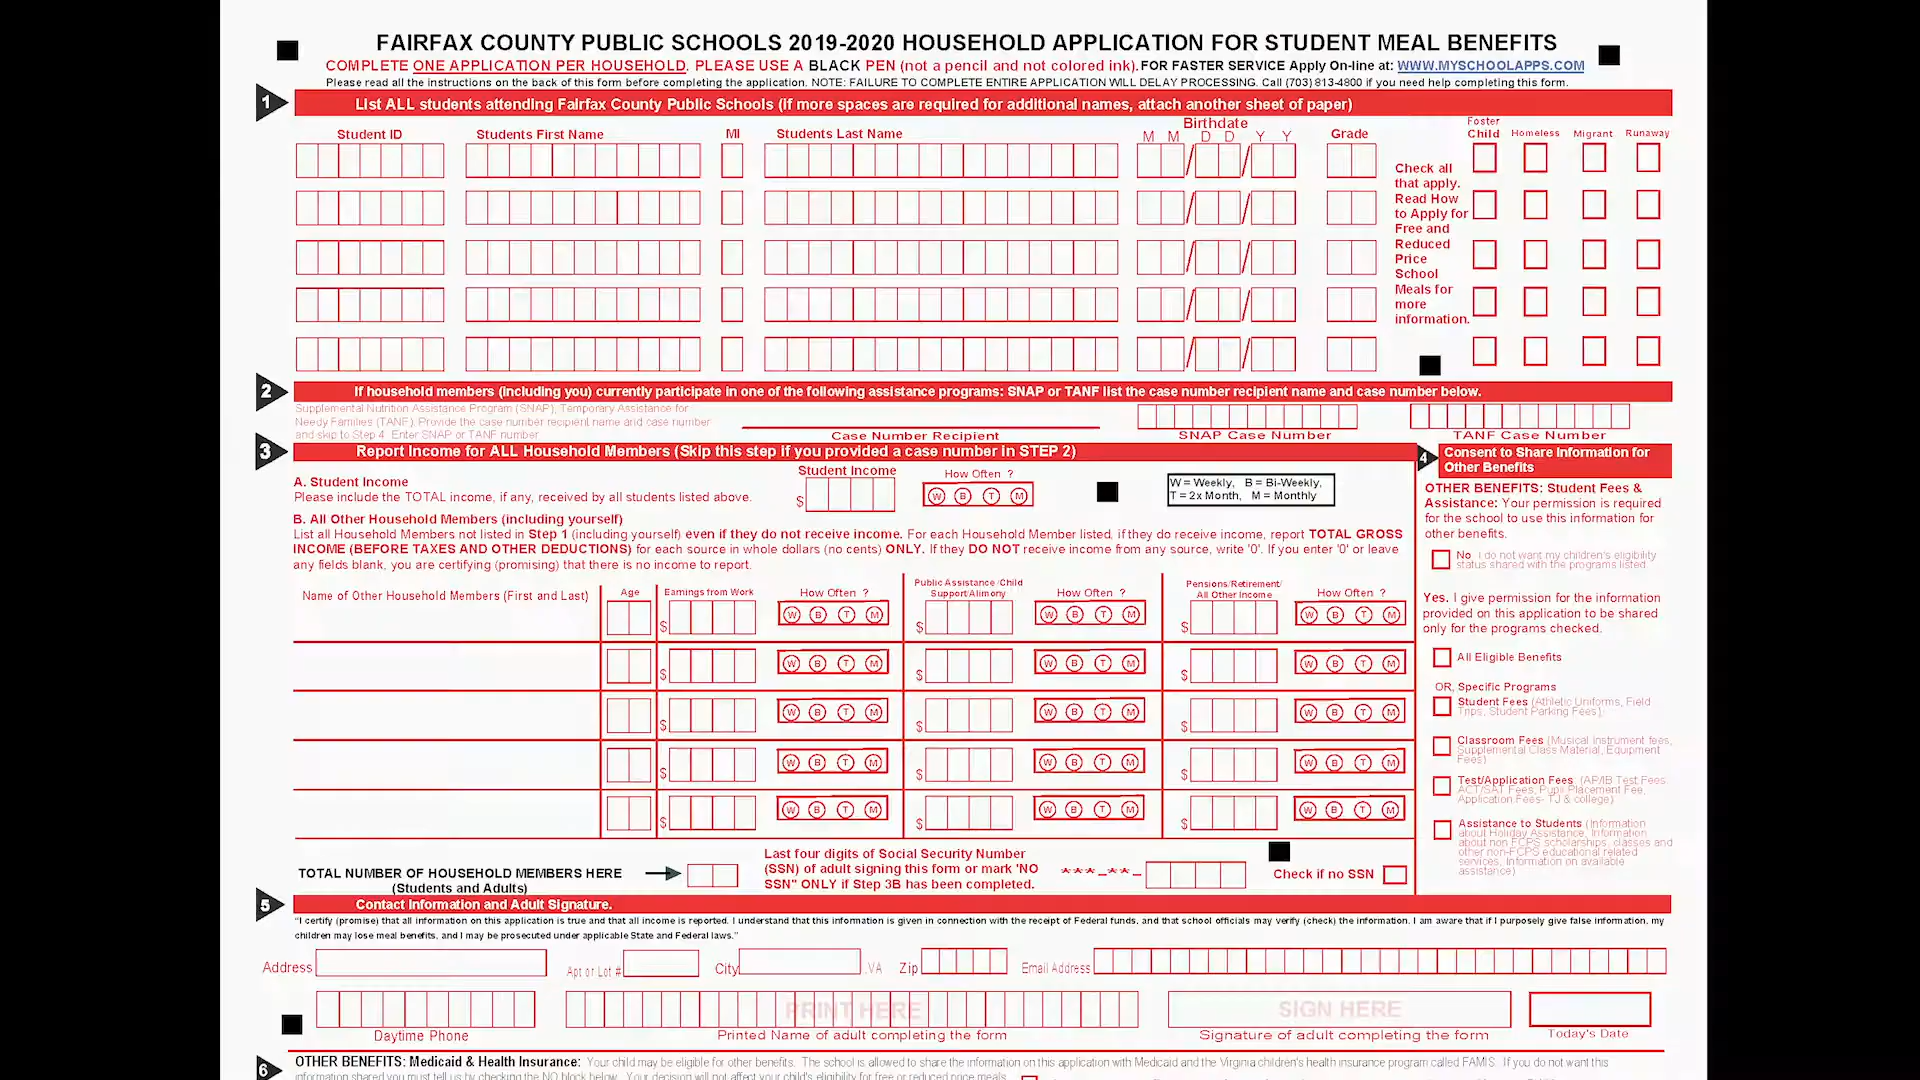 FAIRFAX COUNTY PUBLIC SCHOOLS 2019-2020 HOUSEHOLD APPLICATION FOR STUDENT MEAL BENEFITS
COMPLETE ONE APPLICATION PER HOUSEHOLD. PLEASE USE A BLACK PEN (not a pencil and not colored ink). FOR FASTER SERVICE Apply On-line at: WWW.MYSCHOOLAPPS.COM
Please read all the instructions on the back of this form before completing the application. NOTE: FAILURE TO COMPLETE ENTIRE APPLICATION WILL DELAY PROCESSING. Call (703) 813-4800 if you need help completing this form.
1 List ALL students attending Fairfax County Public Schools (if more spaces are required for additional names, attach another sheet of paper)
Student ID Students First Name MI Students Last Name Birthdate Grade Foster Child Homeless Migrant Runaway
M M D D Y Y
/ /
/ /
/ /
/ /
/ /
Check all
that apply.
Read How
to Apply for
Free and
Reduced
Price
School
Meals for
more
information.
2 If household members (including you) currently participate in one of the following assistance programs: SNAP or TANF list the case number recipient name and case number below.
Supplemental Nutrition Assistance Program (SNAP), Temporary Assistance for
Needy Families (TANF). Provide the case number recipient name and case number
and skip to Step 4. Enter SNAP or TANF number
Case Number Recipient SNAP Case Number TANF Case Number
3 Report Income for ALL Household Members (Skip this step if you provided a case number in STEP 2)
A. Student Income
Please include the TOTAL income, if any, received by all students listed above.
Student Income How Often ?
$ W B T M
W = Weekly, B = Bi-Weekly,
T = 2x Month, M = Monthly
B. All Other Household Members (including yourself)
List all Household Members not listed in Step 1 (including yourself) even if they do not receive income. For each Household Member listed, if they do receive income, report TOTAL GROSS
INCOME (BEFORE TAXES AND OTHER DEDUCTIONS) for each source in whole dollars (no cents) ONLY. If they DO NOT receive income from any source, write '0'. If you enter '0' or leave
any fields blank, you are certifying (promising) that there is no income to report.
Name of Other Household Members (First and Last) Age Earnings from Work How Often ? Public Assistance /Child Support/Alimony How Often ? Pensions/Retirement/ All Other Income How Often ?
$ W B T M $ W B T M $ W B T M
$ W B T M $ W B T M $ W B T M
$ W B T M $ W B T M $ W B T M
$ W B T M $ W B T M $ W B T M
$ W B T M $ W B T M $ W B T M
TOTAL NUMBER OF HOUSEHOLD MEMBERS HERE
(Students and Adults)
Last four digits of Social Security Number
(SSN) of adult signing this form or mark 'NO
SSN" ONLY if Step 3B has been completed.
***-**-
Check if no SSN
4 Consent to Share Information for
Other Benefits
OTHER BENEFITS: Student Fees &
Assistance: Your permission is required
for the school to use this information for
other benefits.
No I do not want my children's eligibility
status shared with the programs listed
Yes. I give permission for the information
provided on this application to be shared
only for the programs checked.
All Eligible Benefits
OR, Specific Programs
Student Fees (Athletic Uniforms, Field
Trips, Student Parking Fees)
Classroom Fees (Musical instrument fees,
Supplemental Class Material, Equipment
Fees)
Test/Application Fees (AP/IB Test Fees
ACT/SAT Fees, Pupil Placement Fee,
Application Fees- TJ & college)
Assistance to Students (Information
about Holiday Assistance, Information
about non FCPS scholarships, classes and
other non-FCPS educational related
services, Information on available
assistance)
5 Contact Information and Adult Signature.
"I certify (promise) that all information on this application is true and that all income is reported. I understand that this information is given in connection with the receipt of Federal funds, and that school officials may verify (check) the information. I am aware that if I purposely give false information, my
children may lose meal benefits, and I may be prosecuted under applicable State and Federal laws."
Address Apt or Lot # City ,VA Zip Email Address
PRINT HERE SIGN HERE
Daytime Phone Printed Name of adult completing the form Signature of adult completing the form Today's Date
6 OTHER BENEFITS: Medicaid & Health Insurance: Your child may be eligible for other benefits. The school is allowed to share the information on this application with Medicaid and the Virginia children's health insurance program called FAMIS. If you do not want this
information shared you must tell us by checking the NO block below. Your decision will not affect your child's eligibility for free or reduced price meals.